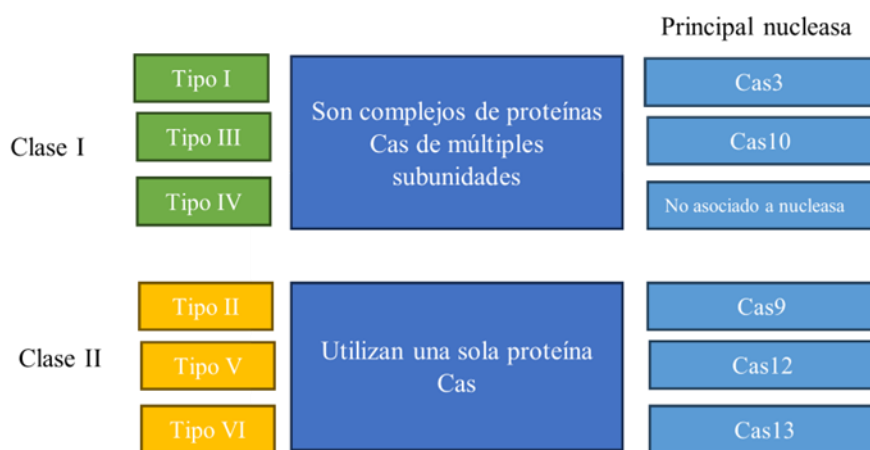 Principal nucleasa
Clase I
Tipo I
Tipo III
Tipo IV
Son complejos de proteínas
Cas de múltiples
subunidades
Cas3
Cas10
No asociado a nucleasa
Clase II
Tipo II
Tipo V
Tipo VI
Utilizan una sola proteína
Cas
Cas9
Cas12
Cas13